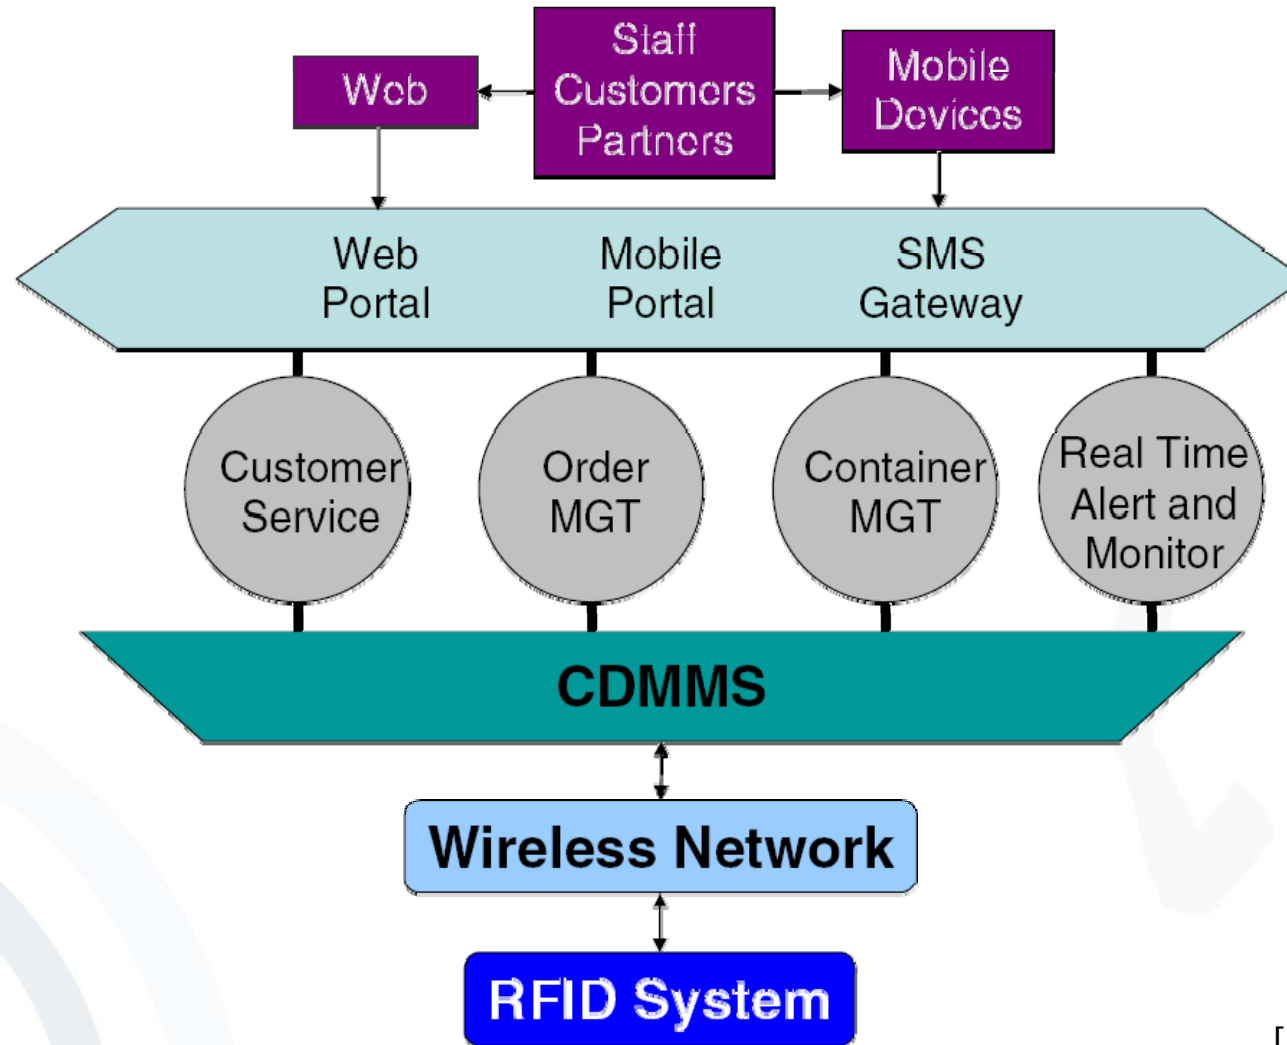 Staff
Customers
Partners
Web
Mobile
Devices
Web
Portal
Mobile
Portal
SMS
Gateway
Customer
Service
Order
MGT
Container
MGT
Real Time
Alert and
Monitor
CDMMS
Wireless Network
RFID System
[